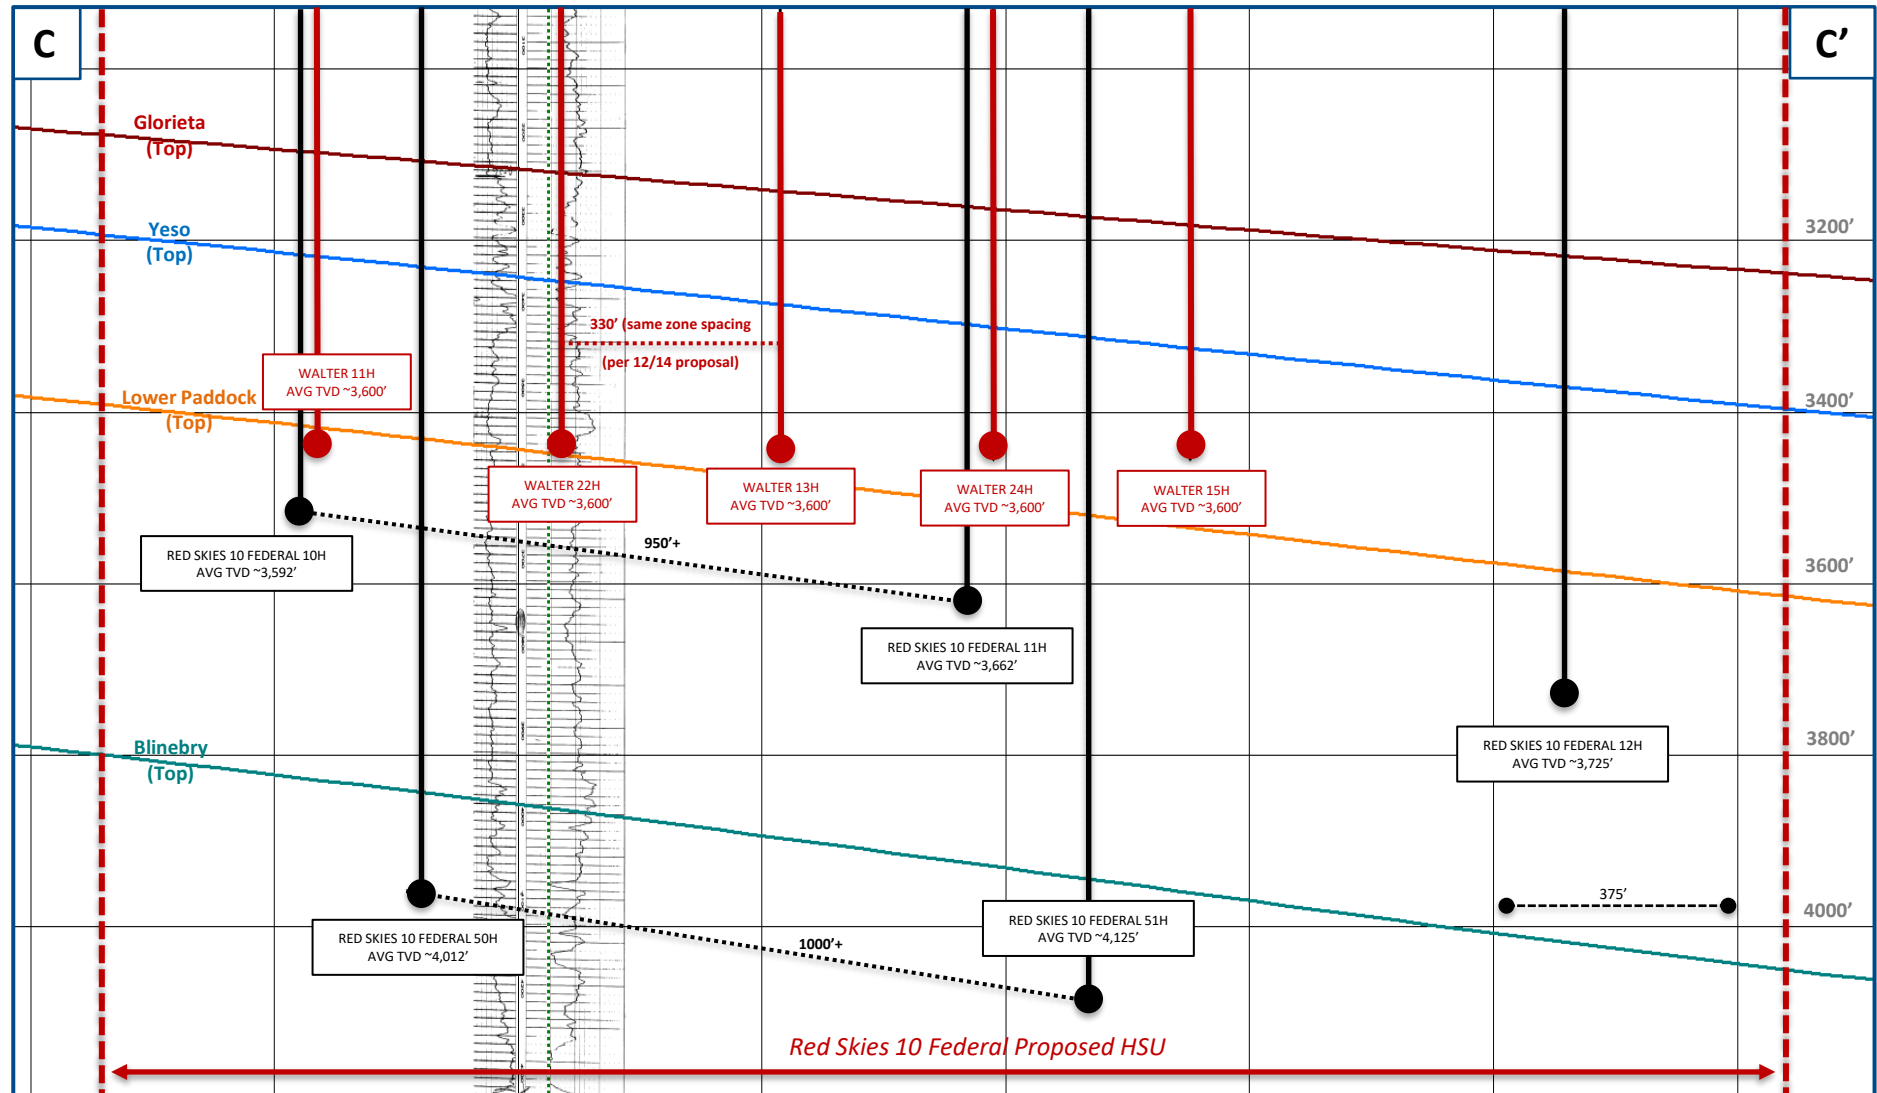 C
C’
Glorieta
(Top)
Yeso
(Top)
3200’
330’ (same zone spacing
(per 12/14 proposal)
WALTER 11H
AVG TVD ~3,600’
Lower Paddock
(Top)
3400’
WALTER 22H
AVG TVD ~3,600’
WALTER 13H
AVG TVD ~3,600’
WALTER 24H
AVG TVD ~3,600’
WALTER 15H
AVG TVD ~3,600’
RED SKIES 10 FEDERAL 10H
AVG TVD ~3,592’
950’+
3600’
RED SKIES 10 FEDERAL 11H
AVG TVD ~3,662’
Blinebry
(Top)
RED SKIES 10 FEDERAL 12H
AVG TVD ~3,725’
3800’
375’
4000’
RED SKIES 10 FEDERAL 50H
AVG TVD ~4,012’
1000’+
RED SKIES 10 FEDERAL 51H
AVG TVD ~4,125’
Red Skies 10 Federal Proposed HSU